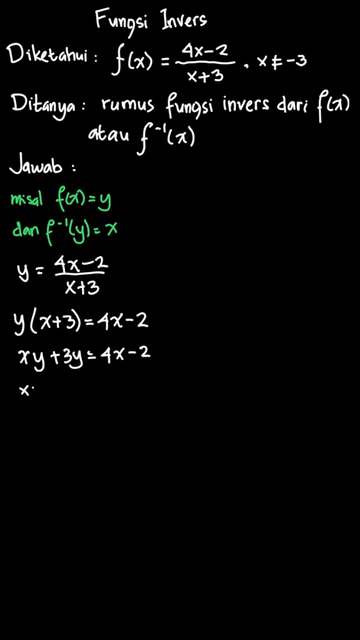 Fungsi Invers
Diketahui : f(x) = 4x-2 / x+3 . x ≠ -3
Ditanya : rumus fungsi invers dari f(x)
atau f⁻¹(x)
Jawab :
misal f(x) = y
dan f⁻¹(y) = x
y = 4x-2 / x+3
y(x+3) = 4x-2
xy + 3y = 4x-2
x